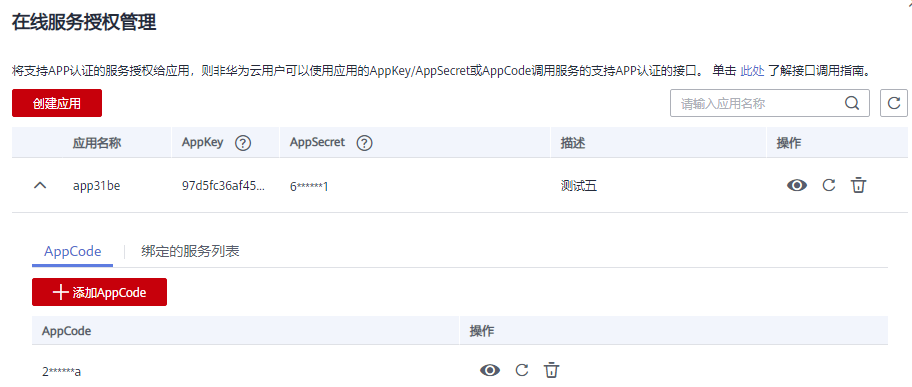 在线服务授权管理
将支持APP认证的服务授权给应用，则非华为云用户可以使用应用的AppKey/AppSecret或AppCode调用服务的支持APP认证的接口。 单击 此处 了解接口调用指南。
创建应用
请输入应用名称
应用名称 AppKey ? AppSecret ? 描述 操作
app31be 97d5fc36af45... 6******1 测试五
AppCode 绑定的服务列表
添加AppCode
AppCode 操作
2******a